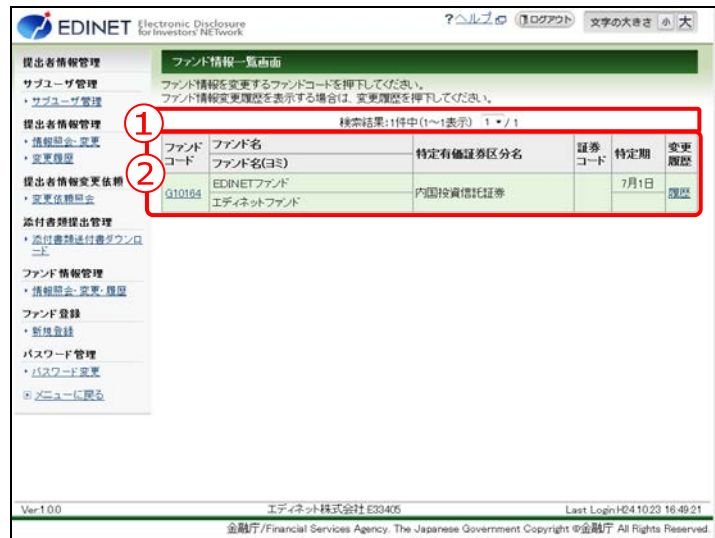 EDINET Electronic Disclosure for Investors' NETwork
?ヘルプ ログアウト 文字の大きさ 小 大
提出者情報管理
サブユーザ管理
・サブユーザ管理
提出者情報管理
・情報照会・変更
・変更履歴
提出者情報変更依頼
・変更依頼照会
添付書類提出管理
・添付書類送付書ダウンロ
ード
ファンド情報管理
・情報照会・変更・履歴
ファンド登録
・新規登録
パスワード管理
・パスワード変更
メニューに戻る
ファンド情報一覧画面
ファンド情報を変更するファンドコードを押下してください。
ファンド情報変更履歴を表示する場合は、変更履歴を押下してください。
①
検索結果:1件中(1～1表示) 1 / 1
②
ファンドコード ファンド名 特定有価証券区分名 証券コード 特定期 変更履歴
ファンド名(ヨミ)
G10164 EDINETファンド 内国投資信託証券 7月1日 履歴
エディネットファンド
Ver.1.0.0 エディネット株式会社 E33405 Last Login:H24.10.23 16:49:21
金融庁/Financial Services Agency. The Japanese Government Copyright ©金融庁 All Rights Reserved.